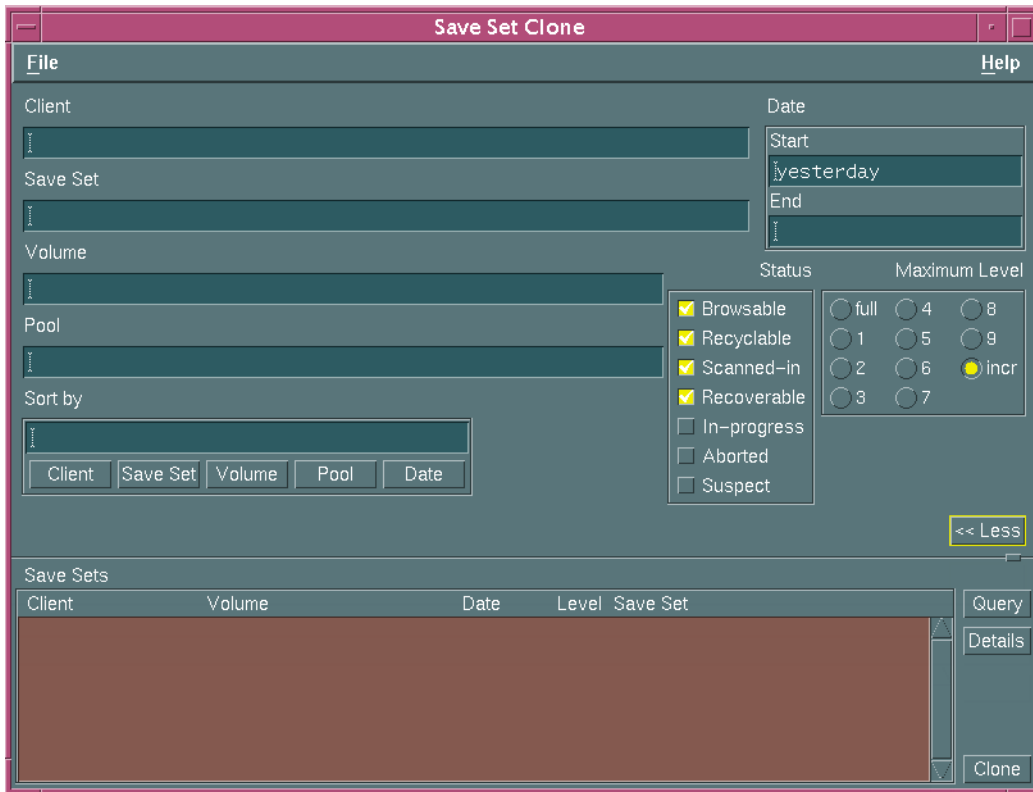 Save Set Clone
File Help
Client
Date
Start
yesterday
Save Set
End
Volume
Status Maximum Level
Browsable
Recyclable
Scanned-in
Recoverable
In-progress
Aborted
Suspect
full 4 8
1 5 9
2 6 incr
3 7
Pool
Sort by
Client Save Set Volume Pool Date
<< Less
Save Sets
Client Volume Date Level Save Set
Query
Details
Clone